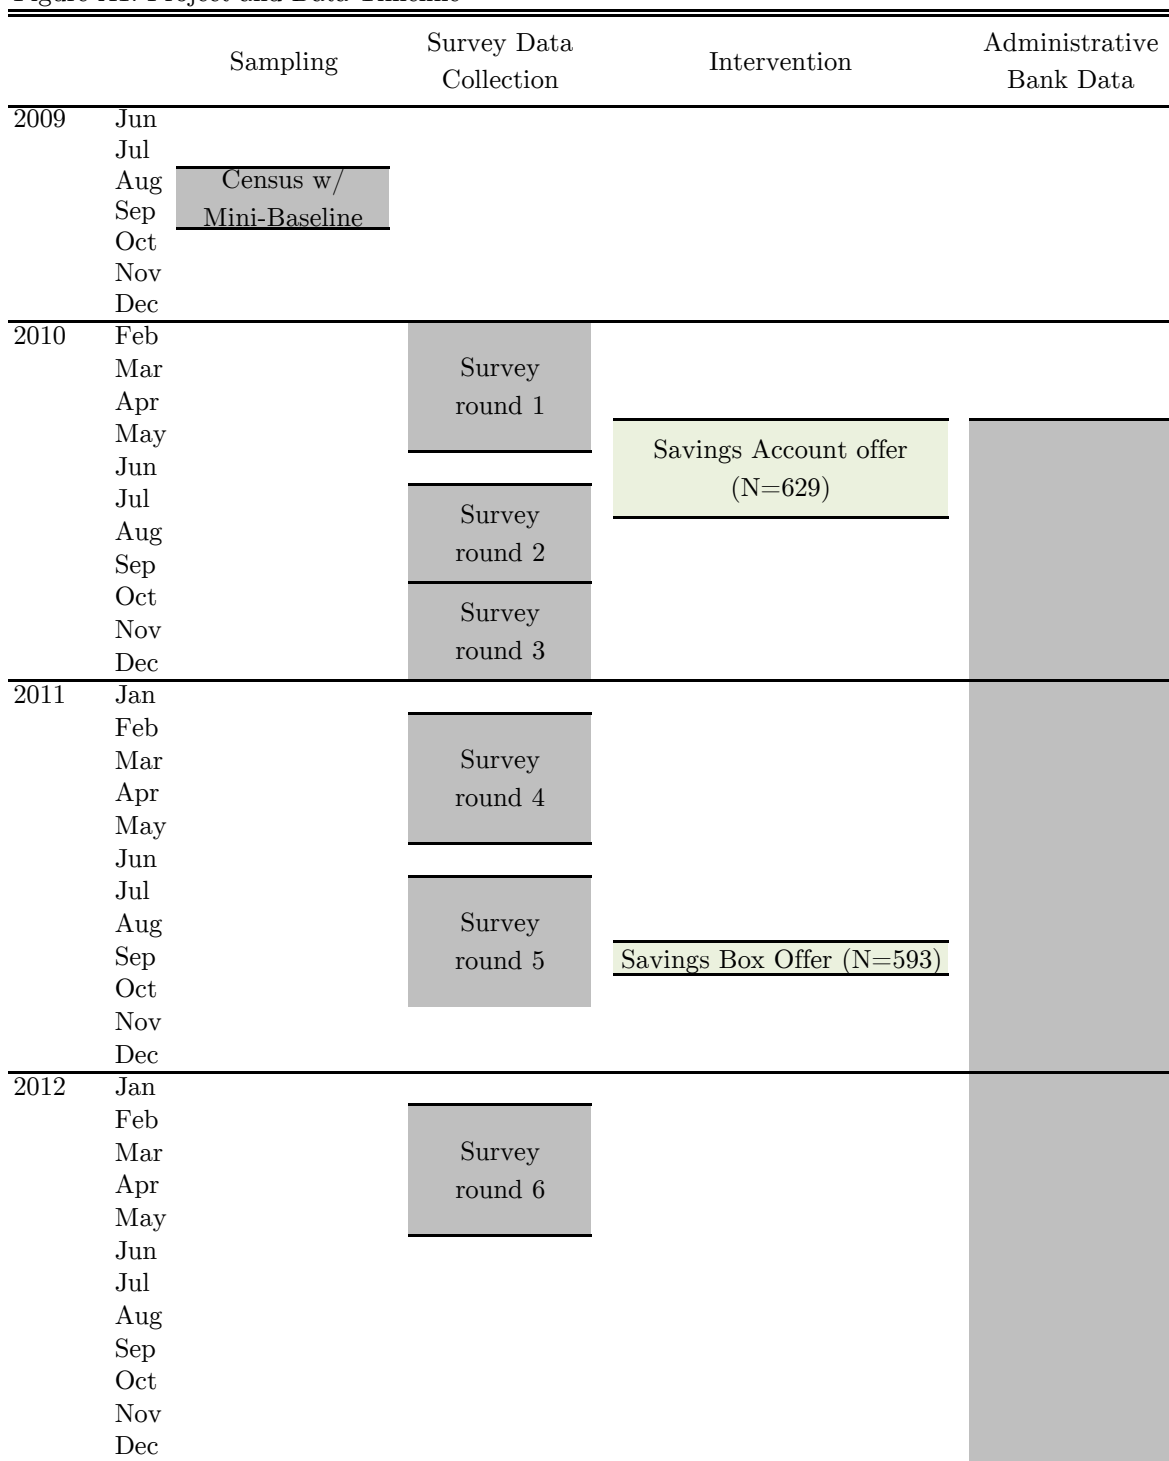 Figure A1: Project and Data Timeline
Sampling Survey Data Collection Intervention Administrative Bank Data
2009 Jun
Jul
Aug Census w/
Sep Mini-Baseline
Oct
Nov
Dec
2010 Feb
Mar Survey
Apr round 1
May Savings Account offer
Jun (N=629)
Jul Survey
Aug round 2
Sep
Oct Survey
Nov round 3
Dec
2011 Jan
Feb
Mar Survey
Apr round 4
May
Jun
Jul
Aug Survey
Sep round 5 Savings Box Offer (N=593)
Oct
Nov
Dec
2012 Jan
Feb
Mar Survey
Apr round 6
May
Jun
Jul
Aug
Sep
Oct
Nov
Dec